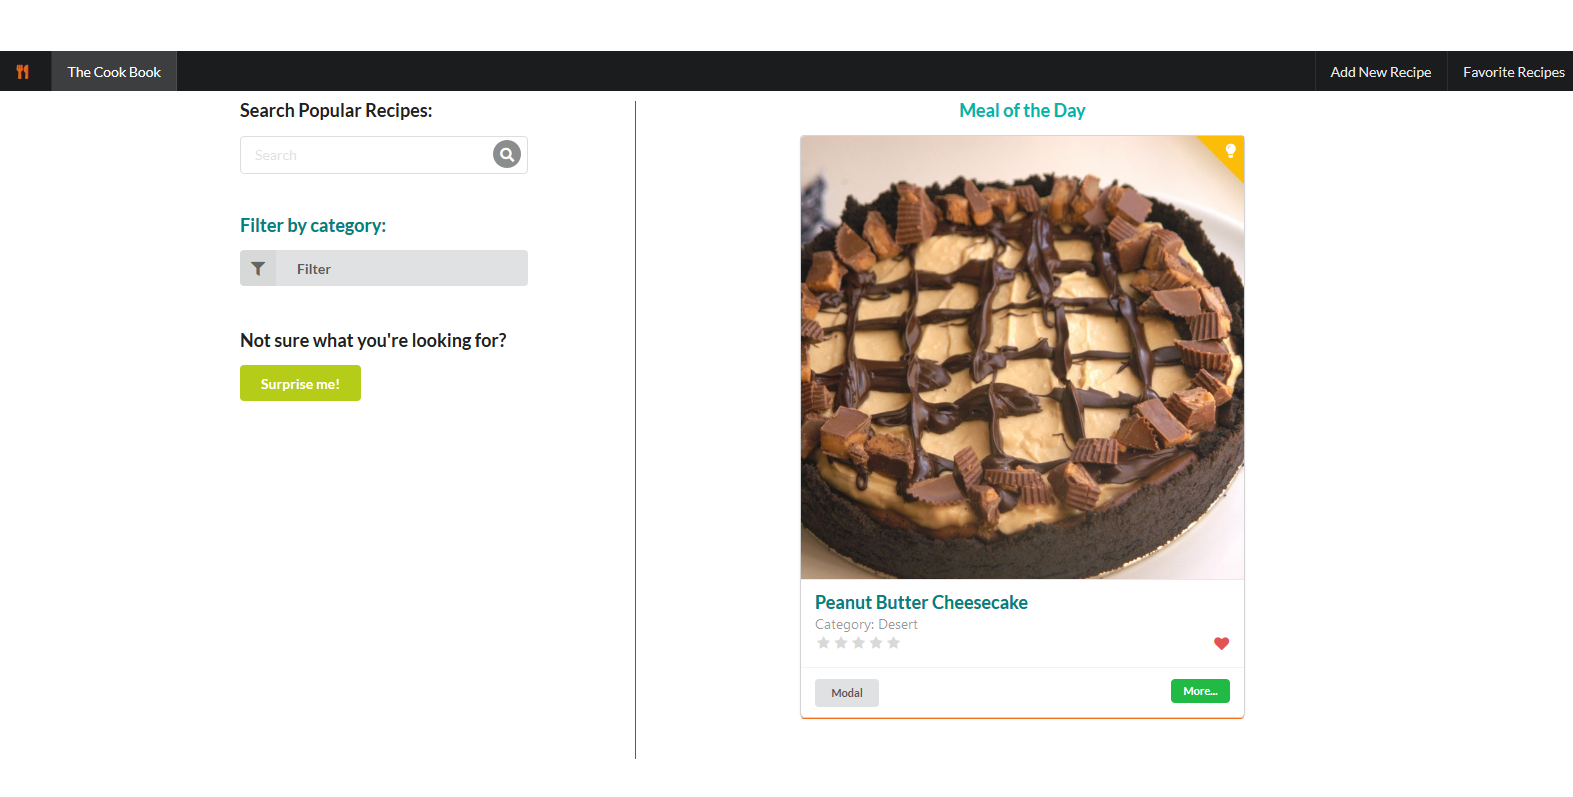 The Cook Book
Add New Recipe
Favorite Recipes
Search Popular Recipes:
Search
Filter by category:
Filter
Not sure what you're looking for?
Surprise me!
Meal of the Day
Peanut Butter Cheesecake
Category: Desert
Modal
More...